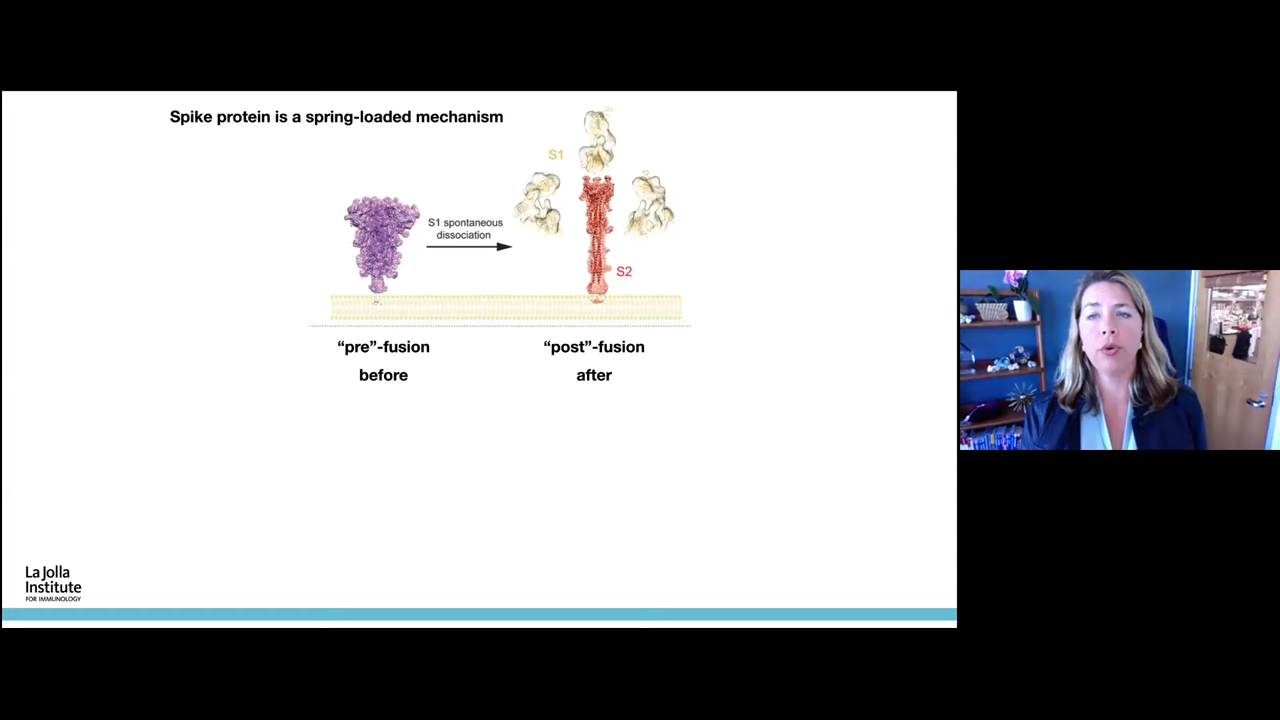 Spike protein is a spring-loaded mechanism
S1
S1 spontaneous
dissociation
S2
“pre”-fusion
“post”-fusion
before
after
La Jolla
Institute
FOR IMMUNOLOGY